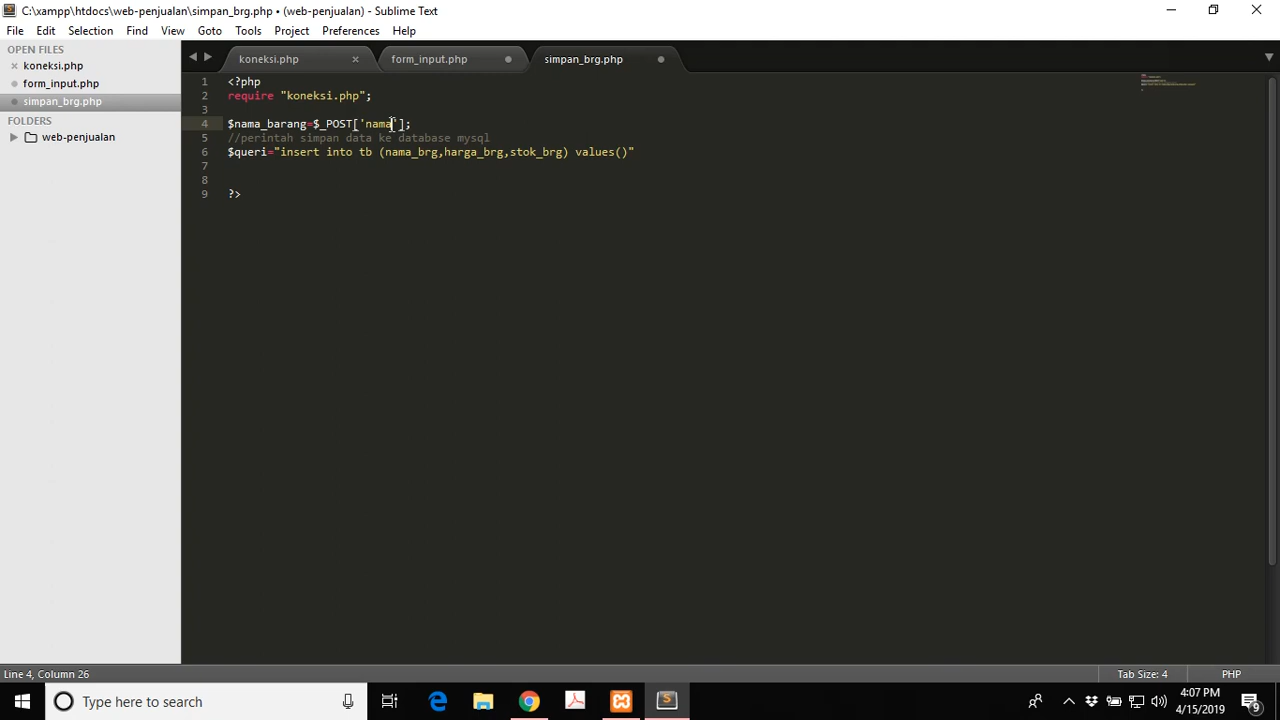 C:\xampp\htdocs\web-penjualan\simpan_brg.php • (web-penjualan) - Sublime Text
File Edit Selection Find View Goto Tools Project Preferences Help
OPEN FILES
koneksi.php
form_input.php
simpan_brg.php
FOLDERS
web-penjualan
koneksi.php form_input.php simpan_brg.php
1 <?php
2 require "koneksi.php";
3
4 $nama_barang=$_POST['nama'];
5 //perintah simpan data ke database mysql
6 $queri="insert into tb (nama_brg,harga_brg,stok_brg) values()"
7
8
9 ?>
Line 4, Column 26 Tab Size: 4 PHP
Type here to search
4:07 PM
4/15/2019
9